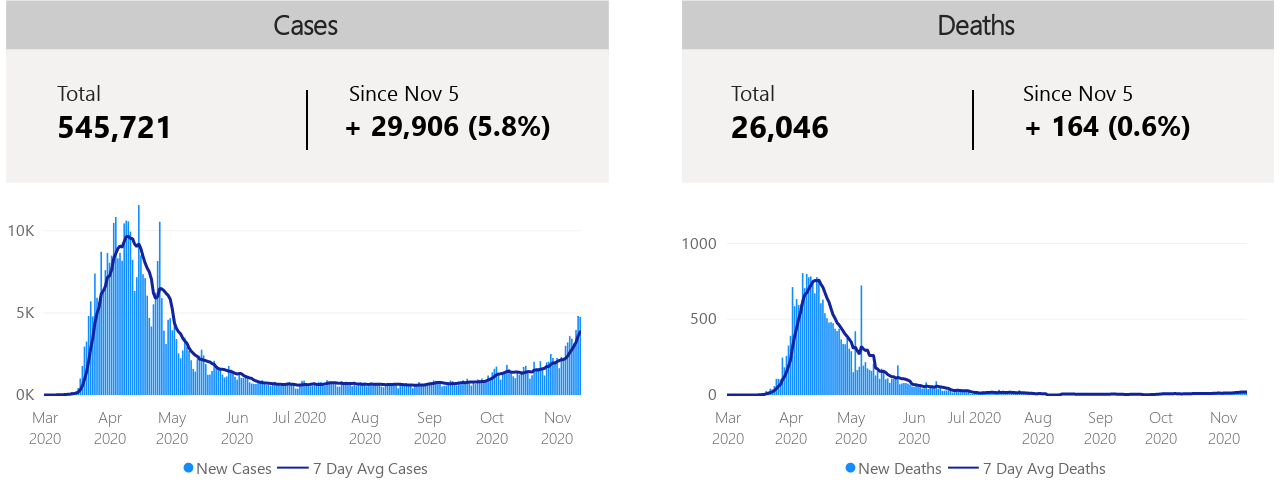 Cases
Total
545,721
Since Nov 5
+ 29,906 (5.8%)
10K
5K
0K
Mar 2020
Apr 2020
May 2020
Jun 2020
Jul 2020
Aug 2020
Sep 2020
Oct 2020
Nov 2020
New Cases
7 Day Avg Cases
Deaths
Total
26,046
Since Nov 5
+ 164 (0.6%)
1000
500
0
Mar 2020
Apr 2020
May 2020
Jun 2020
Jul 2020
Aug 2020
Sep 2020
Oct 2020
Nov 2020
New Deaths
7 Day Avg Deaths